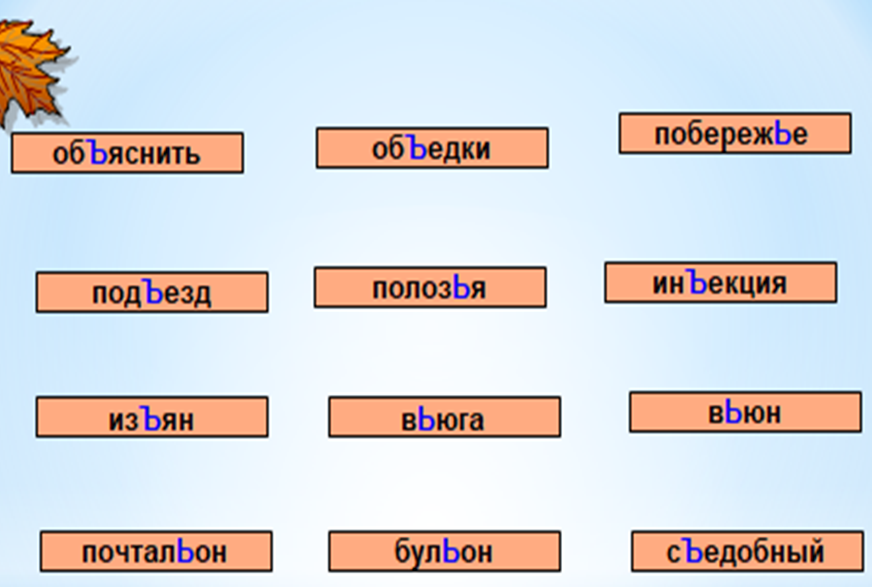 обЪяснить
обЪедки
побережЬе
подЪезд
полозЬя
инЪекция
изЪян
вЬюга
вЬюн
почталЬон
булЬон
сЪедобный